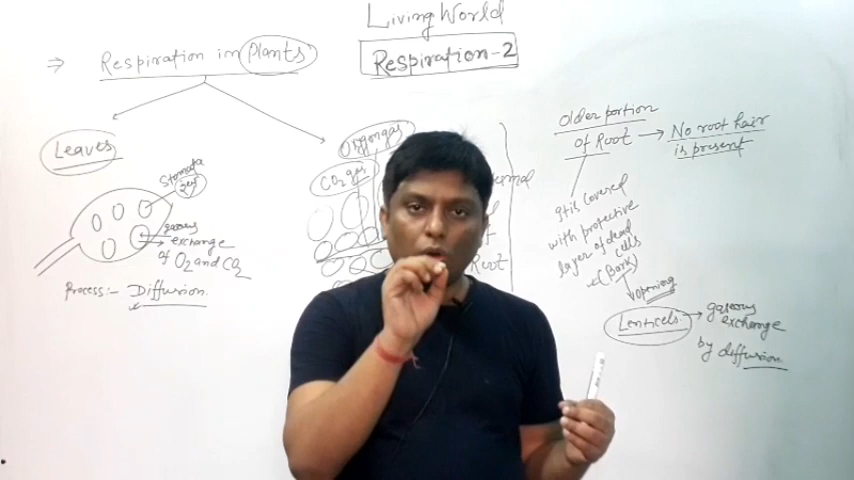 Living World
Respiration-2
⇒ Respiration in Plants
Leaves
Stomata
gaseous
exchange
of O2 and CO2
Process:- Diffusion
Oxygen gas
CO2 gas
Root
Older portion
of Root → No root hair
is present
It is covered
with protective
layer of dead
cells
(Bark)
opening
Lenticels → gaseous
exchange
by diffusion